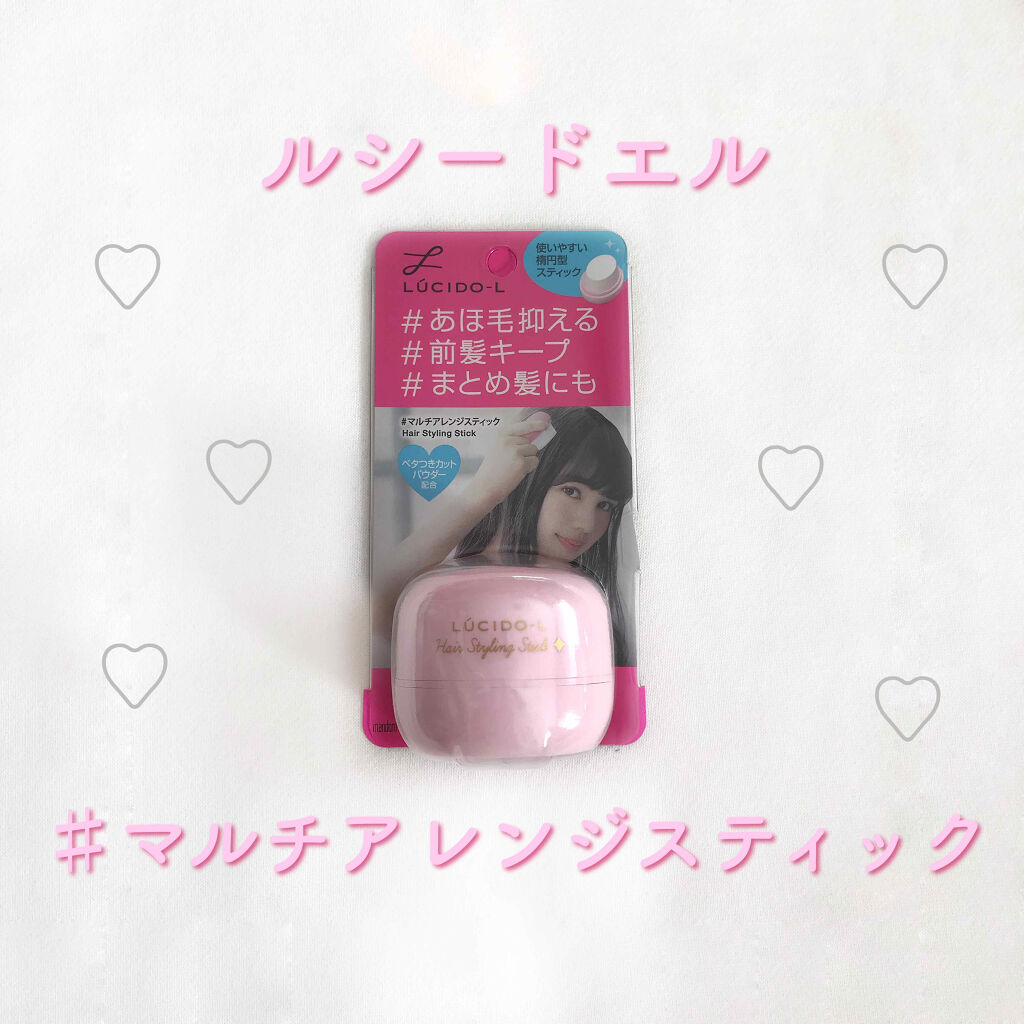 ルシードエル
LÚCIDO-L
使いやすい
楕円型
スティック
#あほ毛抑える
#前髪キープ
#まとめ髪にも
#マルチアレンジスティック
Hair Styling Stick
ベタつきカット
パウダー
配合
LÚCIDO-L
Hair Styling Stick
mandom
#マルチアレンジスティック